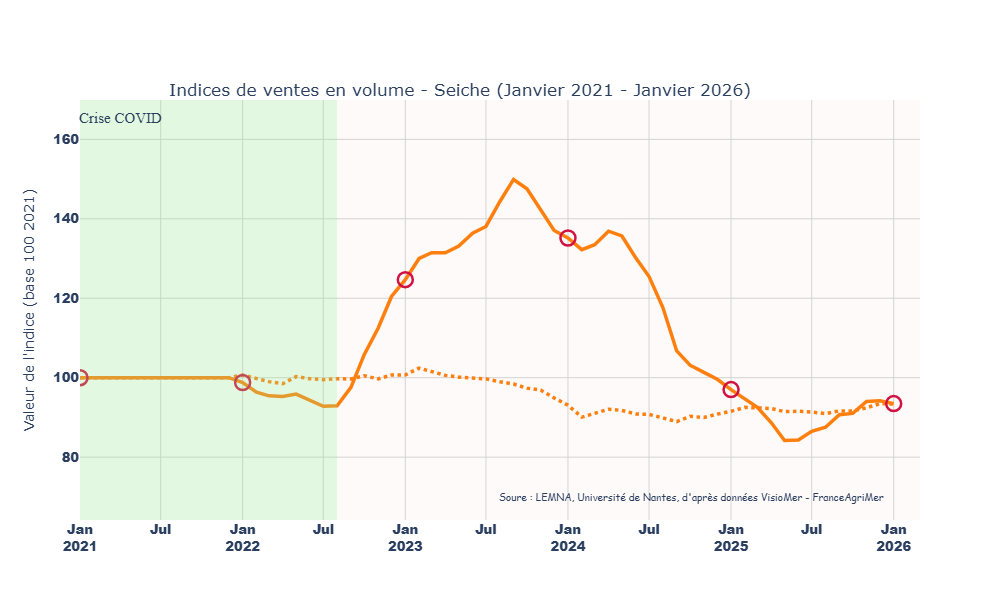 Indices de ventes en volume - Seiche (Janvier 2021 - Janvier 2026)
Crise COVID
Valeur de l'indice (base 100 2021)
160
140
120
100
80
Soure : LEMNA, Université de Nantes, d'après données VisioMer - FranceAgriMer
Jan Jul Jan Jul Jan Jul Jan Jul Jan Jul Jan
2021 2022 2023 2024 2025 2026